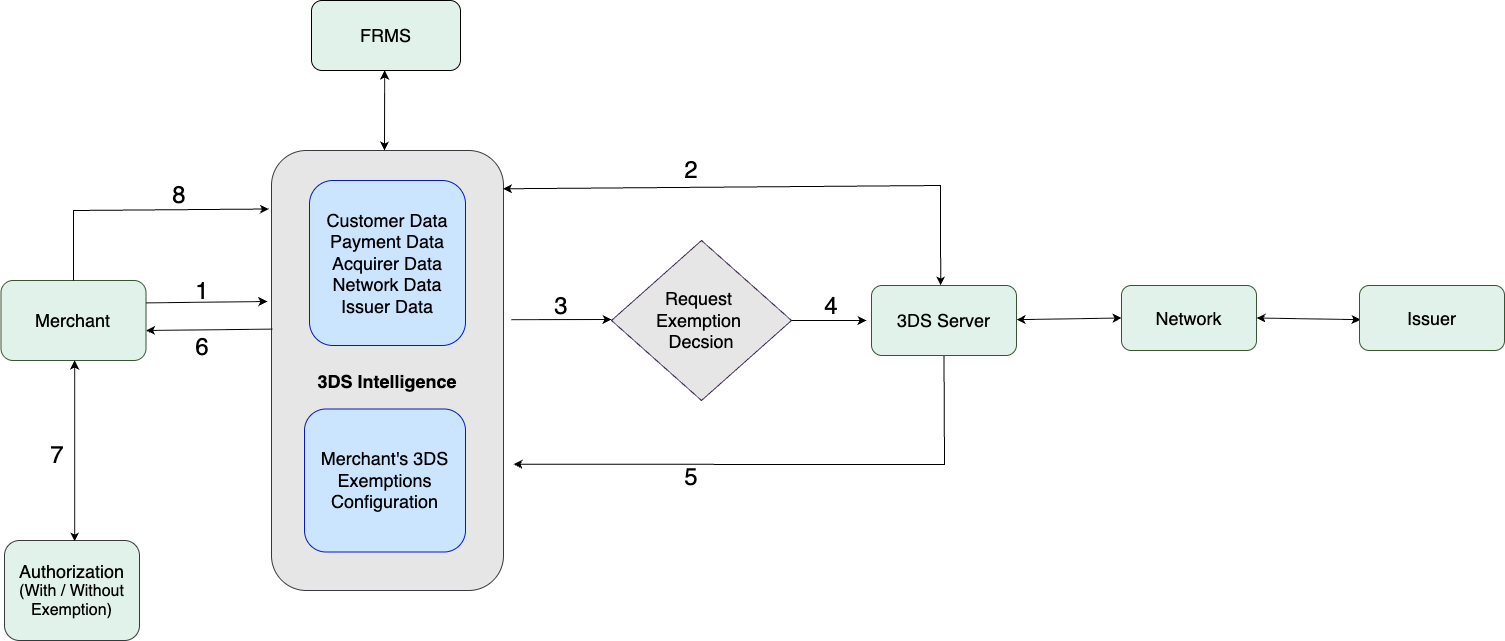 FRMS
2
8
Customer Data
Payment Data
Acquirer Data
Network Data
Issuer Data
1
3
Request
Exemption
Decsion
4
Merchant
3DS Server
Network
Issuer
6
3DS Intelligence
7
Merchant's 3DS
Exemptions
Configuration
5
Authorization
(With / Without
Exemption)